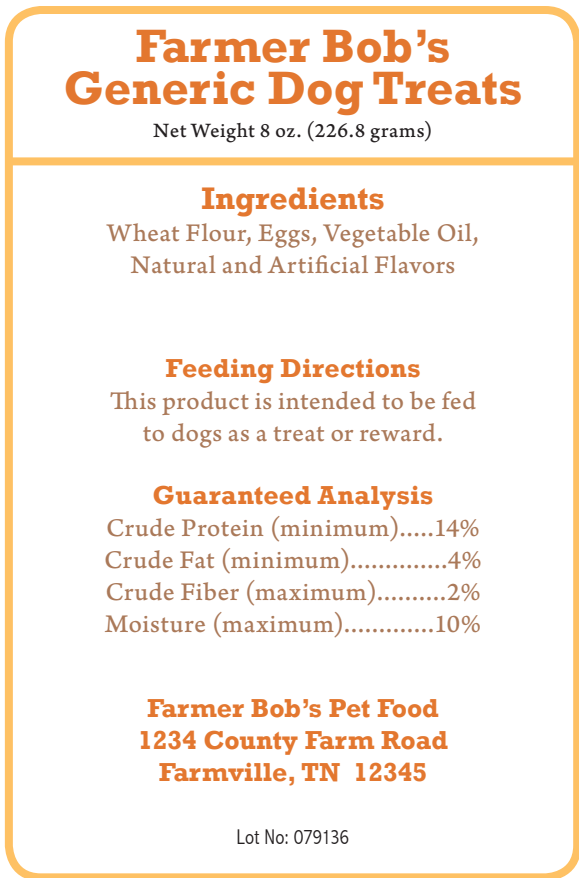 Farmer Bob’s
Generic Dog Treats
Net Weight 8 oz. (226.8 grams)
Ingredients
Wheat Flour, Eggs, Vegetable Oil,
Natural and Artificial Flavors
Feeding Directions
This product is intended to be fed
to dogs as a treat or reward.
Guaranteed Analysis
Crude Protein (minimum).....14%
Crude Fat (minimum)..............4%
Crude Fiber (maximum)..........2%
Moisture (maximum).............10%
Farmer Bob’s Pet Food
1234 County Farm Road
Farmville, TN  12345
Lot No: 079136